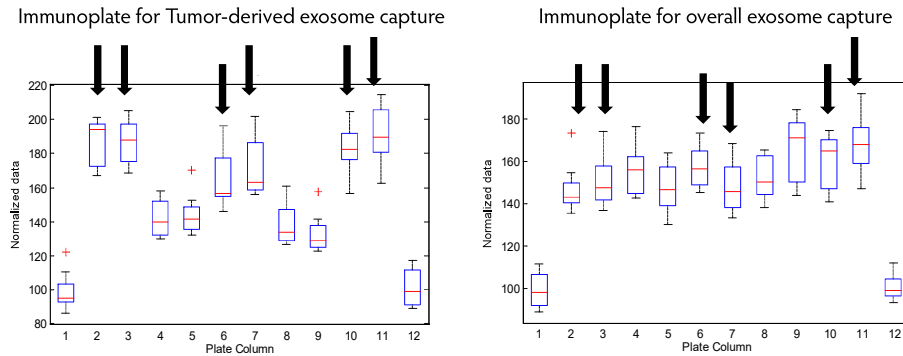 Immunoplate for Tumor-derived exosome capture
220
200
180
160
140
120
100
80
Normalized data
1 2 3 4 5 6 7 8 9 10 11 12
Plate Column
Immunoplate for overall exosome capture
180
160
140
120
100
Normalized data
1 2 3 4 5 6 7 8 9 10 11 12
Plate Column